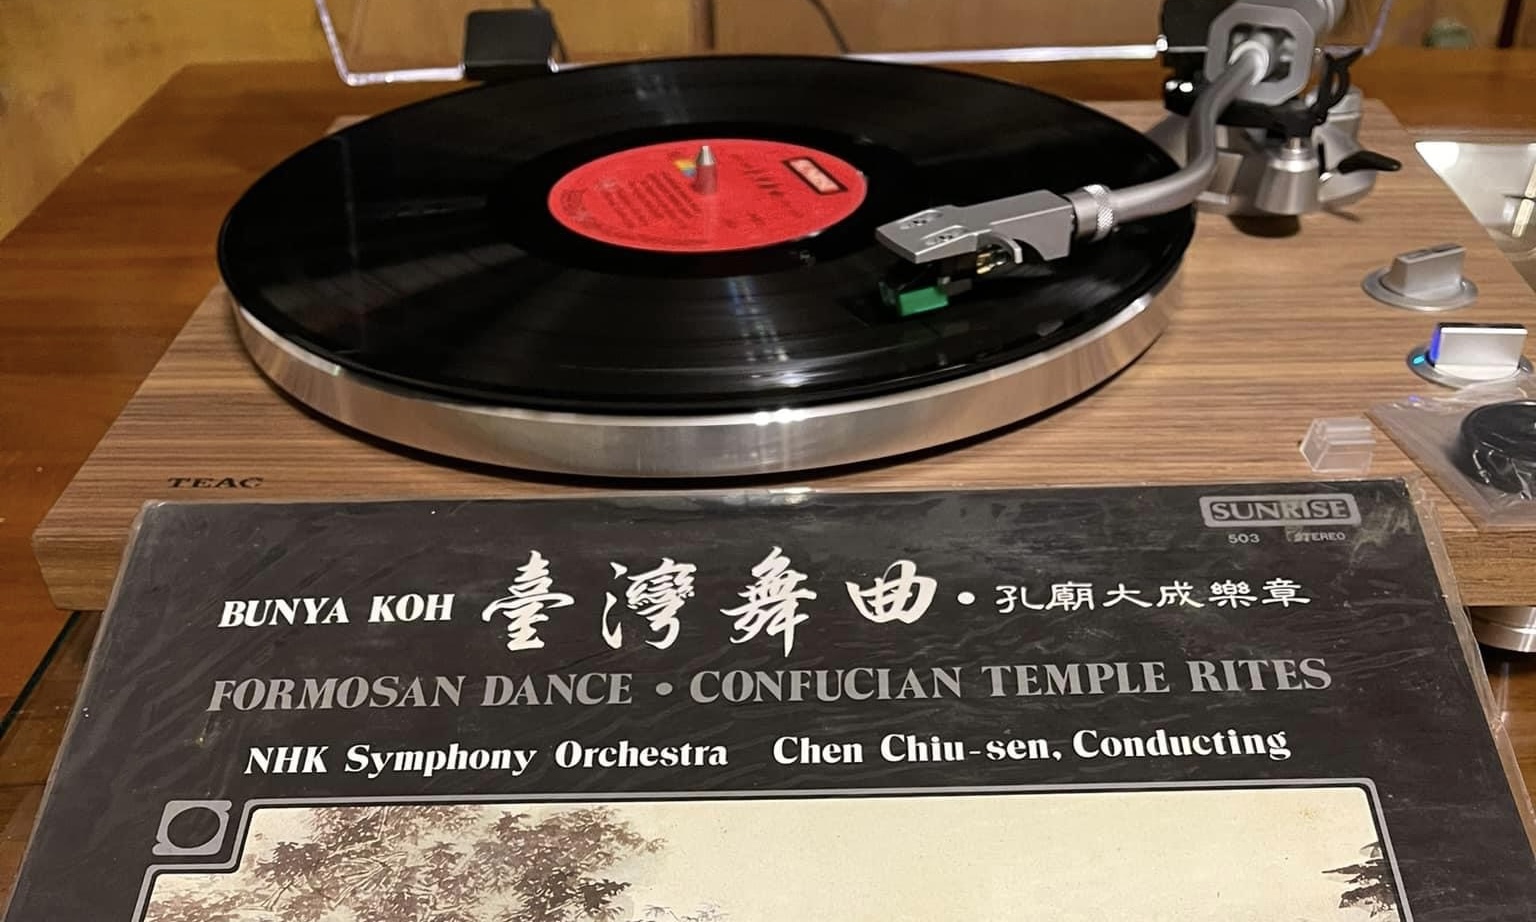 TEAC
SUNRISE
503 STEREO
BUNYA KOH 臺灣舞曲・孔廟大成樂章
FORMOSAN DANCE • CONFUCIAN TEMPLE RITES
NHK Symphony Orchestra Chen Chiu-sen, Conducting